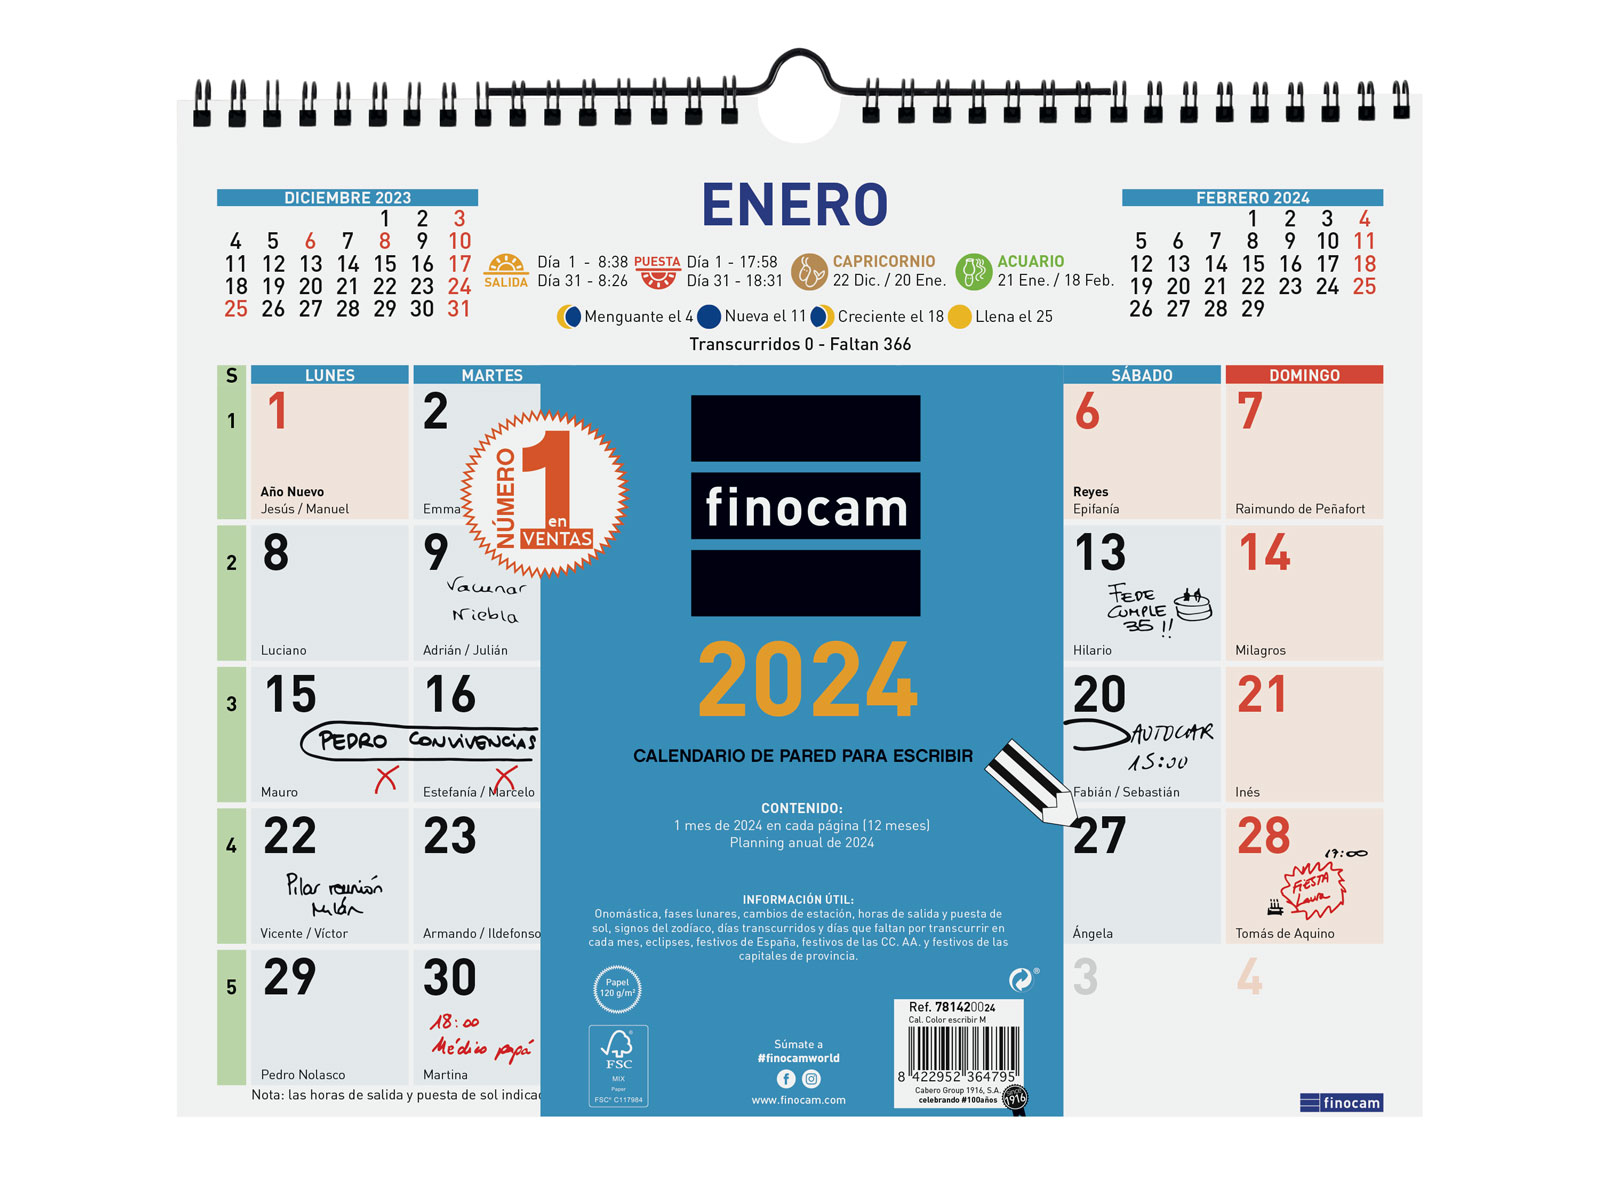 ENERO
DICIEMBRE 2023
1 2 3
4 5 6 7 8 9 10
11 12 13 14 15 16 17
18 19 20 21 22 23 24
25 26 27 28 29 30 31
SALIDA
Día 1 - 8:38
Día 31 - 8:26
PUESTA
Día 1 - 17:58
Día 31 - 18:31
CAPRICORNIO
22 Dic. / 20 Ene.
ACUARIO
21 Ene. / 18 Feb.
Menguante el 4 Nueva el 11 Creciente el 18 Llena el 25
Transcurridos 0 - Faltan 366
FEBRERO 2024
1 2 3 4
5 6 7 8 9 10 11
12 13 14 15 16 17 18
19 20 21 22 23 24 25
26 27 28 29
S LUNES MARTES SÁBADO DOMINGO
1
1
Año Nuevo
Jesús / Manuel
2
Emma
6
Reyes
Epifanía
7
Raimundo de Peñafort
2
8
Luciano
9
Vacunar
Niebla
Adrián / Julián
13
FEDE
CUMPLE
35 !!
Hilario
14
Milagros
3
15
PEDRO CONVIVENCIAS
Mauro
16
Estefanía / Marcelo
20
AUTOCAR
15:00
Fabián / Sebastián
21
Inés
4
22
Pilar reunión
Milán
Vicente / Víctor
23
Armando / Ildefonso
27
Ángela
28
17:00
FIESTA
Laura
Tomás de Aquino
5
29
Pedro Nolasco
30
18:00
Médico papá
Martina
3
4
Nota: las horas de salida y puesta de sol indica
finocam
NÚMERO
1
en
VENTAS
finocam
2024
CALENDARIO DE PARED PARA ESCRIBIR
CONTENIDO:
1 mes de 2024 en cada página (12 meses)
Planning anual de 2024
INFORMACIÓN ÚTIL:
Onomástica, fases lunares, cambios de estación, horas de salida y puesta de
sol, signos del zodíaco, días transcurridos y días que faltan por transcurrir en
cada mes, eclipses, festivos de España, festivos de las CC. AA. y festivos de las
capitales de provincia.
Papel
120 g/m²
FSC
MIX
Paper
FSC® C117984
Súmate a
#finocamworld
www.finocam.com
®
Ref. 781420024
Cal. Color escribir M
8 422952 364795
Cabero Group 1916, S.A.
celebrando #100años
1916